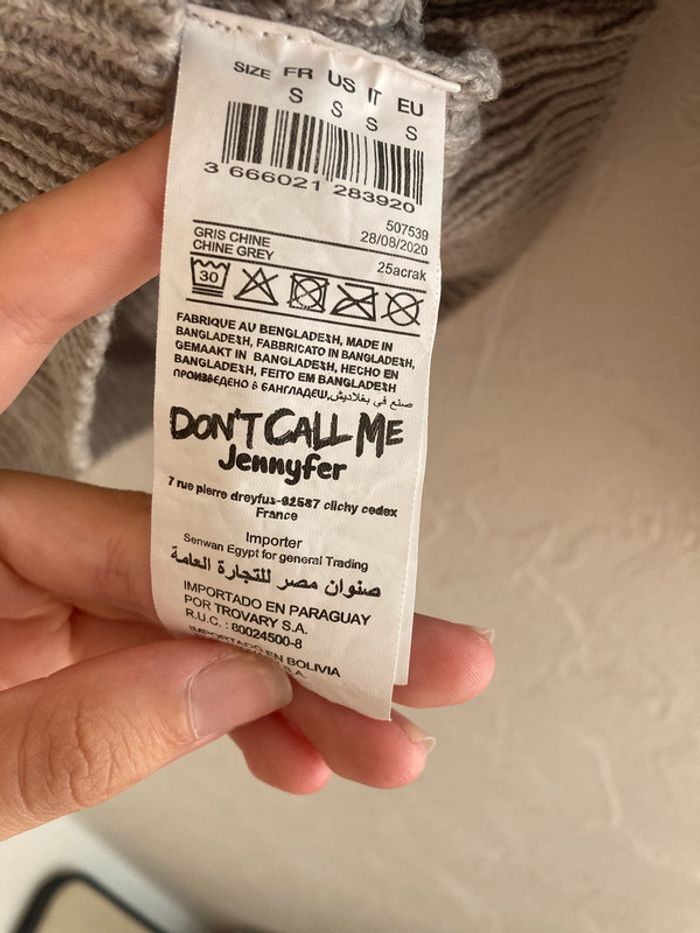 SIZE FR US IT EU
S S S S
3 666021 283920
507539
28/08/2020
GRIS CHINE
CHINE GREY
25acrak
30
FABRIQUE AU BENGLADESH, MADE IN
BANGLADESH, FABBRICATO IN BANGLADESH,
GEMAAKT IN BANGLADESH, HECHO EN
BANGLADESH, FEITO EM BANGLADESH
ПРОИЗВЕДЕНО В БАНГЛАДЕШ, صنع في بغلاديش
DON'T CALL ME
Jennyfer
7 rue pierre dreyfus-92587 clichy cedex
France
Importer
Senwan Egypt for general Trading
صنوان مصر للتجارة العامة
IMPORTADO EN PARAGUAY
POR TROVARY S.A.
R.U.C. : 80024500-8
IMPORTADO EN BOLIVIA
S.A.